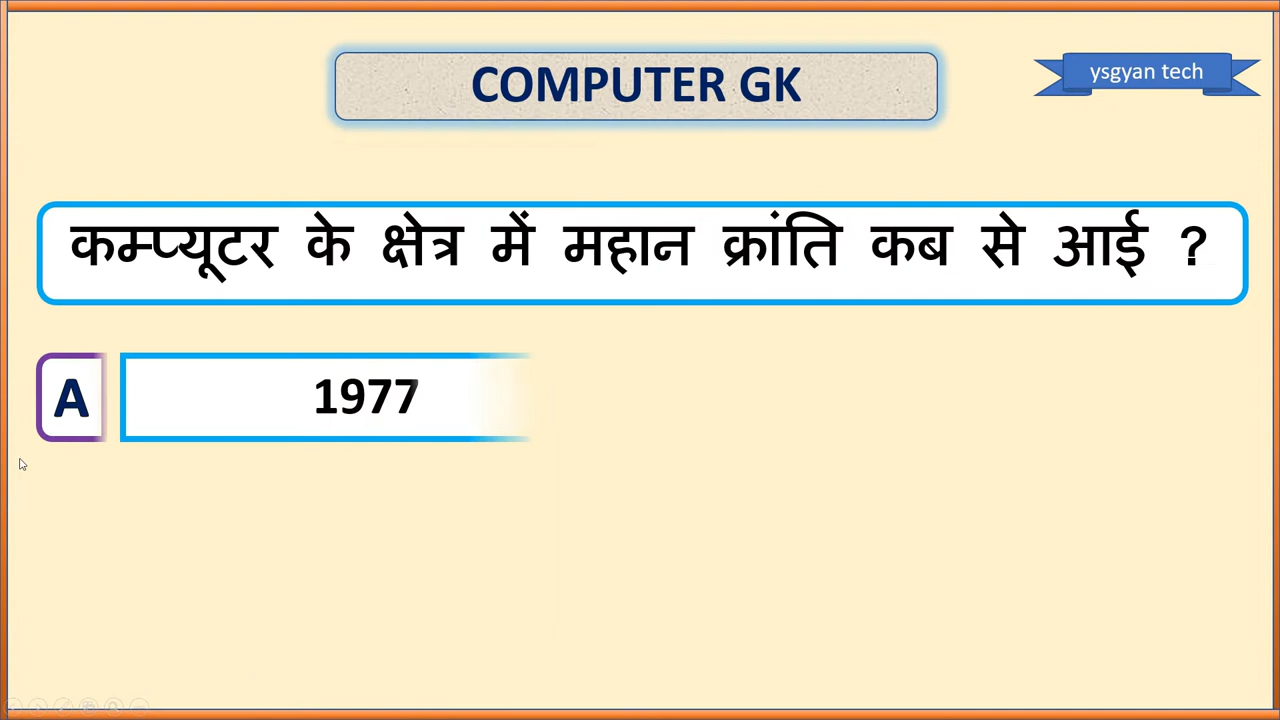 COMPUTER GK
ysgyan tech
कम्प्यूटर के क्षेत्र में महान क्रांति कब से आई ?
A
1977